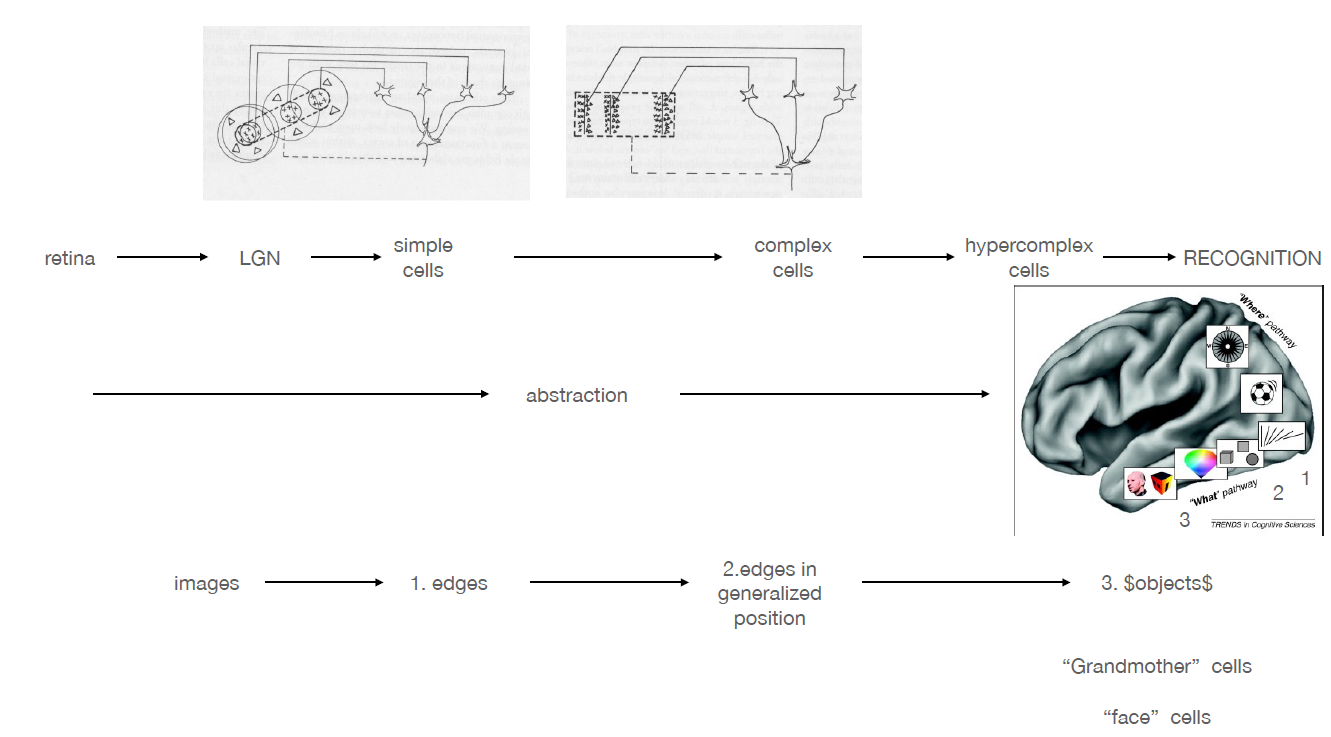 retina
LGN
simple
cells
complex
cells
hypercomplex
cells
RECOGNITION
"Where" pathway
N
W
E
abstraction
"What" pathway
1
2
3
TRENDS in Cognitive Sciences
images
1. edges
2.edges in
generalized
position
3. $objects$
“Grandmother” cells
“face” cells